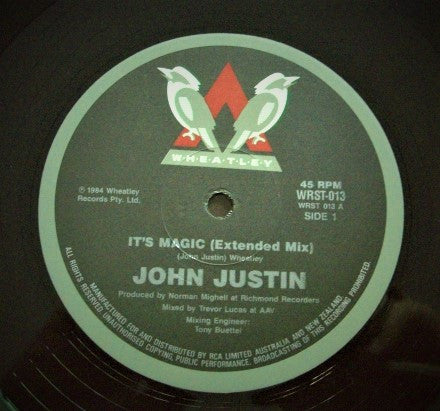 WHEATLEY
℗ 1984 Wheatley
Records Pty. Ltd.
45 RPM
WRST-013
WRST 013 A
SIDE 1
IT'S MAGIC (Extended Mix)
(John Justin) Wheatley
JOHN JUSTIN
Produced by Norman Mighell at Richmond Recorders
Mixed by Trevor Lucas at AAV
Mixing Engineer:
Tony Buettel
MANUFACTURED FOR AND DISTRIBUTED BY RCA LIMITED AUSTRALIA AND NEW ZEALAND
ALL RIGHTS RESERVED. UNAUTHORISED COPYING, PUBLIC PERFORMANCE, BROADCASTING OF THIS RECORDING PROHIBITED.